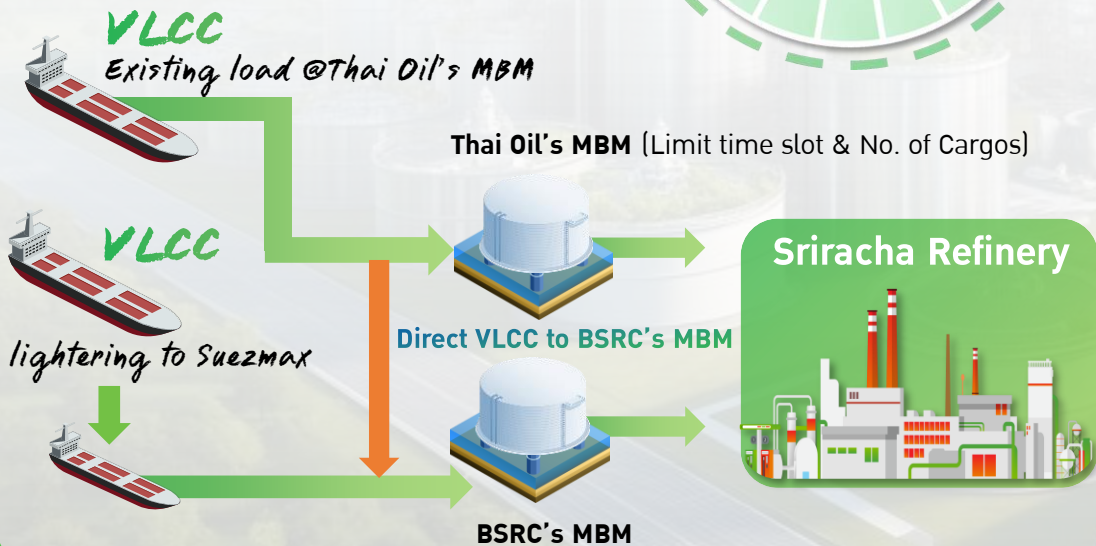 VLCC
Existing load @Thai Oil's MBM
Thai Oil's MBM (Limit time slot & No. of Cargos)
VLCC
Sriracha Refinery
Direct VLCC to BSRC's MBM
lightering to Suezmax
BSRC's MBM